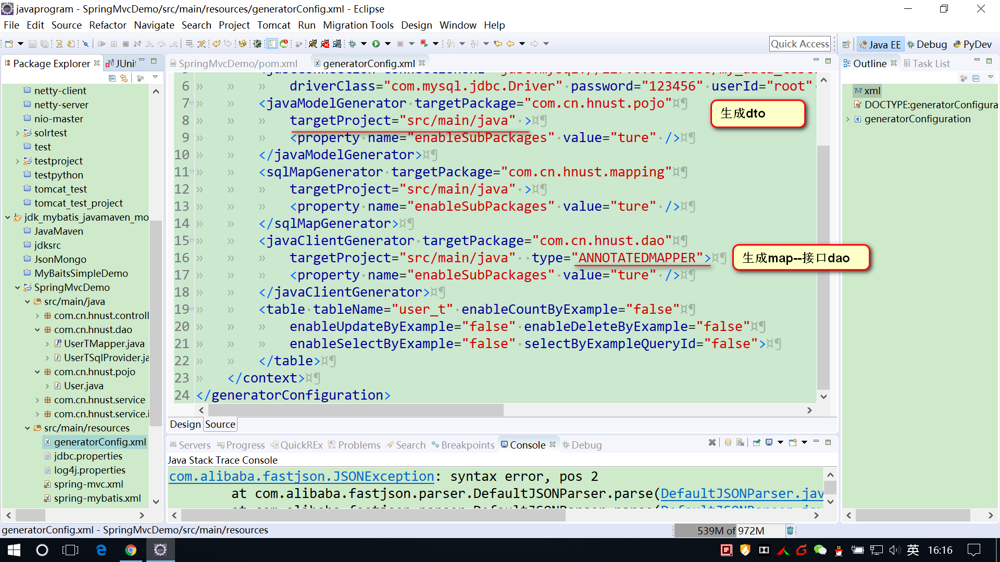 javaprogram - SpringMvcDemo/src/main/resources/generatorConfig.xml - Eclipse
File Edit Source Refactor Navigate Search Project Tomcat Run Migration Tools Design Window Help
Quick Access
Java EE
Debug
PyDev
Package Explorer
JUnit
netty-client
netty-server
nio-master
solrtest
test
testproject
testpython
tomcat_test
tomcat_test_project
jdk_mybatis_javamaven_mo
JavaMaven
jdksrc
JsonMongo
MyBaitsSimpleDemo
SpringMvcDemo
src/main/java
com.cn.hnust.controll
com.cn.hnust.dao
UserTMapper.java
UserTSqlProvider.ja
com.cn.hnust.pojo
User.java
com.cn.hnust.service
com.cn.hnust.service.i
src/main/resources
generatorConfig.xml
jdbc.properties
log4j.properties
spring-mvc.xml
spring-mybatis.xml
SpringMvcDemo/pom.xml
generatorConfig.xml
6 driverClass="com.mysql.jdbc.Driver" password="123456" userId="root"
7 <javaModelGenerator targetPackage="com.cn.hnust.pojo"¤¶
8 targetProject="src/main/java" >¤¶
9 <property name="enableSubPackages" value="ture" />¤¶
10 </javaModelGenerator>¤¶
11 <sqlMapGenerator targetPackage="com.cn.hnust.mapping"¤¶
12 targetProject="src/main/java" >¤¶
13 <property name="enableSubPackages" value="ture" />¤¶
14 </sqlMapGenerator>¤¶
15 <javaClientGenerator targetPackage="com.cn.hnust.dao"¤¶
16 targetProject="src/main/java" type="ANNOTATEDMAPPER">¤¶
17 <property name="enableSubPackages" value="ture" />¤¶
18 </javaClientGenerator>¤¶
19 <table tableName="user_t" enableCountByExample="false"¤¶
20 enableUpdateByExample="false" enableDeleteByExample="false"¤¶
21 enableSelectByExample="false" selectByExampleQueryId="false">¤¶
22 </table>¤¶
23 </context>¤¶
24 </generatorConfiguration>
生成dto
生成map--接口dao
Design
Source
Outline
Task List
xml
DOCTYPE:generatorConfigura
generatorConfiguration
Servers Progress QuickREx Problems Search Breakpoints Console Debug
Java Stack Trace Console
com.alibaba.fastjson.JSONException: syntax error, pos 2
at com.alibaba.fastjson.parser.DefaultJSONParser.parse(DefaultJSONParser.jav
generatorConfig.xml - SpringMvcDemo/src/main/resources
539M of 972M
英
16:16